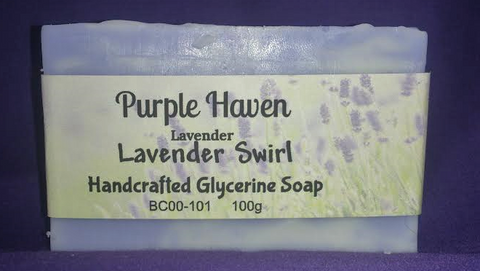 Purple Haven
Lavender
Lavender Swirl
Handcrafted Glycerine Soap
BC00-101 100g